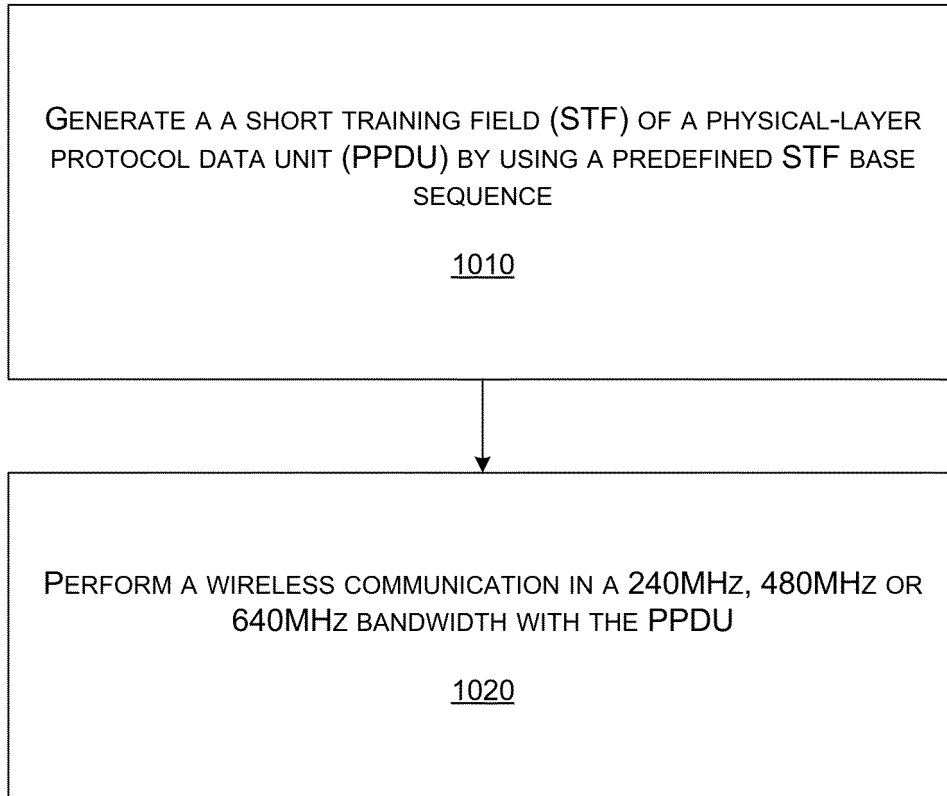 GENERATE A A SHORT TRAINING FIELD (STF) OF A PHYSICAL-LAYER
PROTOCOL DATA UNIT (PPDU) BY USING A PREDEFINED STF BASE
SEQUENCE
1010
PERFORM A WIRELESS COMMUNICATION IN A 240MHZ, 480MHZ OR
640MHZ BANDWIDTH WITH THE PPDU
1020